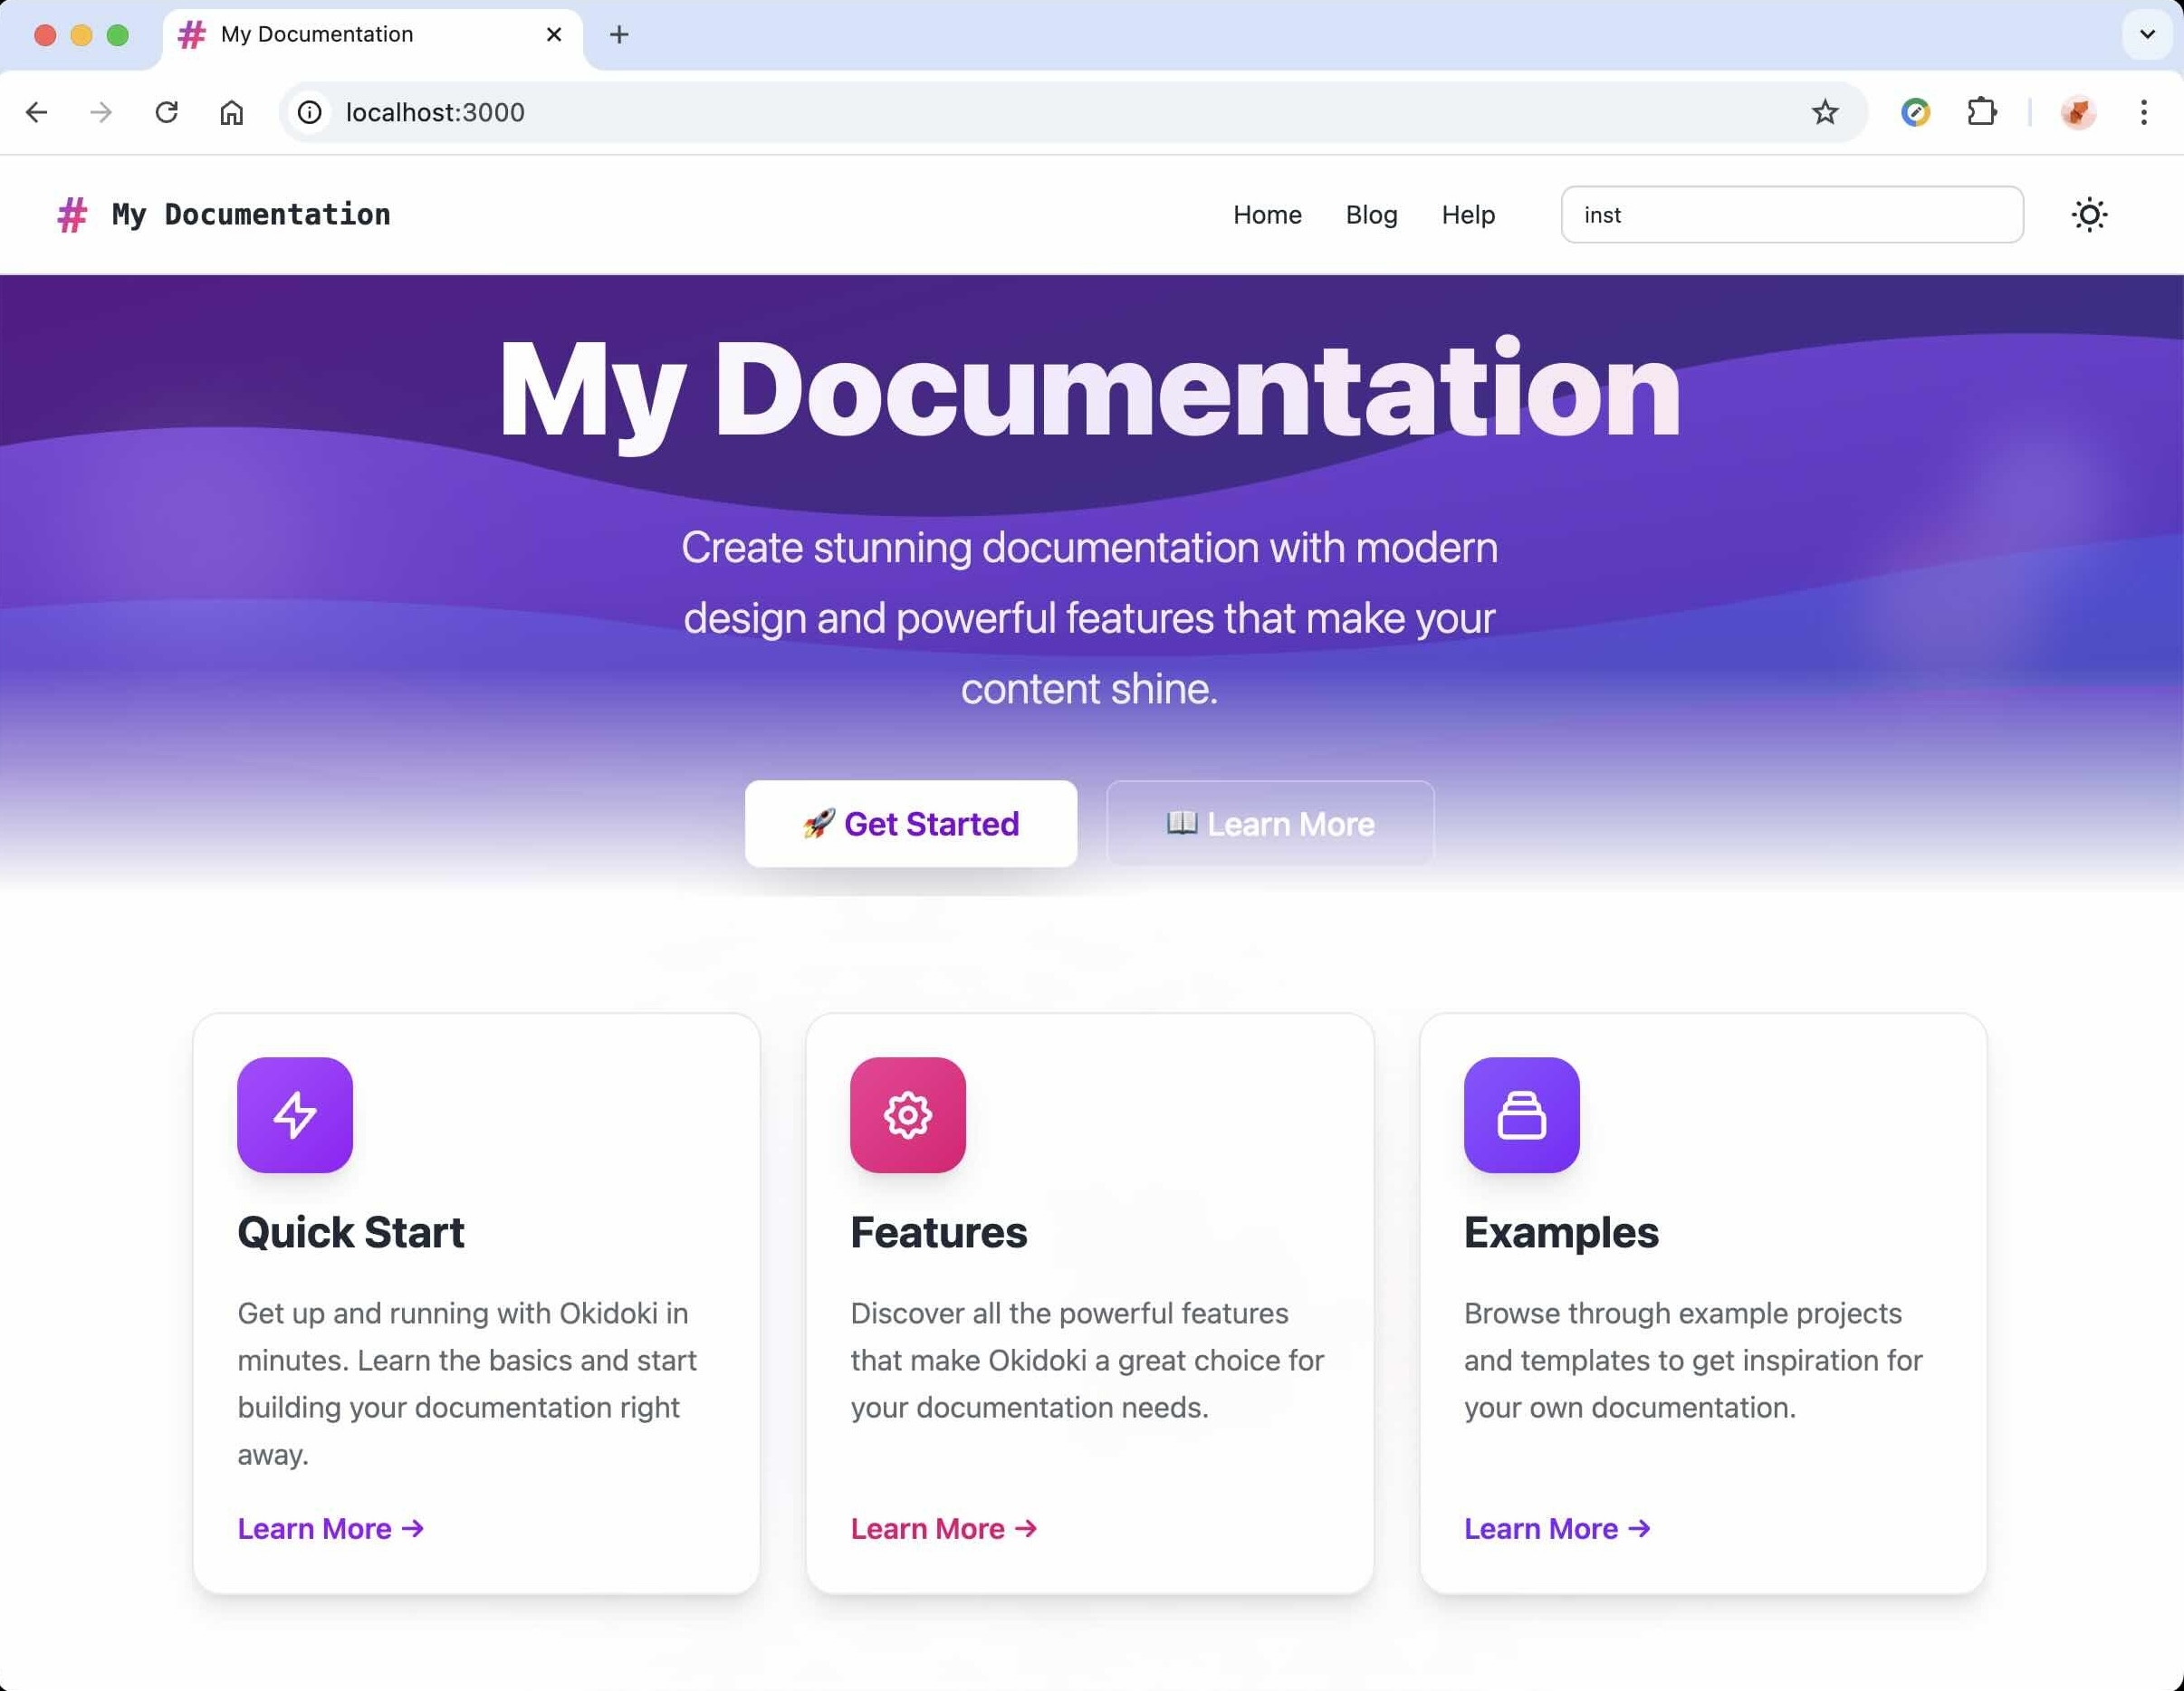 My Documentation
localhost:3000
# My Documentation
Home
Blog
Help
inst
My Documentation
Create stunning documentation with modern
design and powerful features that make your
content shine.
🚀 Get Started
📖 Learn More
Quick Start
Get up and running with Okidoki in
minutes. Learn the basics and start
building your documentation right
away.
Learn More →
Features
Discover all the powerful features
that make Okidoki a great choice for
your documentation needs.
Learn More →
Examples
Browse through example projects
and templates to get inspiration for
your own documentation.
Learn More →